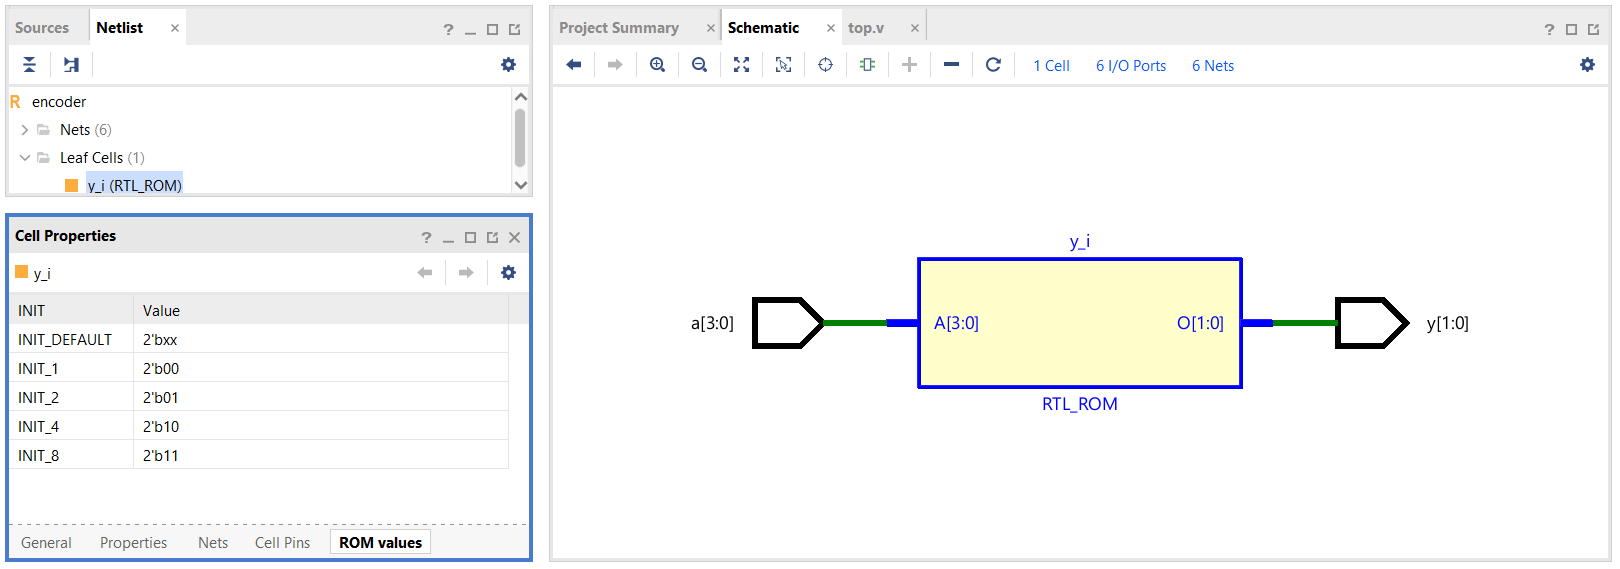 Sources Netlist × ?
encoder
Nets (6)
Leaf Cells (1)
y_i (RTL_ROM)
Cell Properties ?
y_i
INIT Value
INIT_DEFAULT 2'bxx
INIT_1 2'b00
INIT_2 2'b01
INIT_4 2'b10
INIT_8 2'b11
General Properties Nets Cell Pins ROM values
Project Summary × Schematic × top.v × ?
1 Cell 6 I/O Ports 6 Nets
y_i
a[3:0] A[3:0] O[1:0] y[1:0]
RTL_ROM